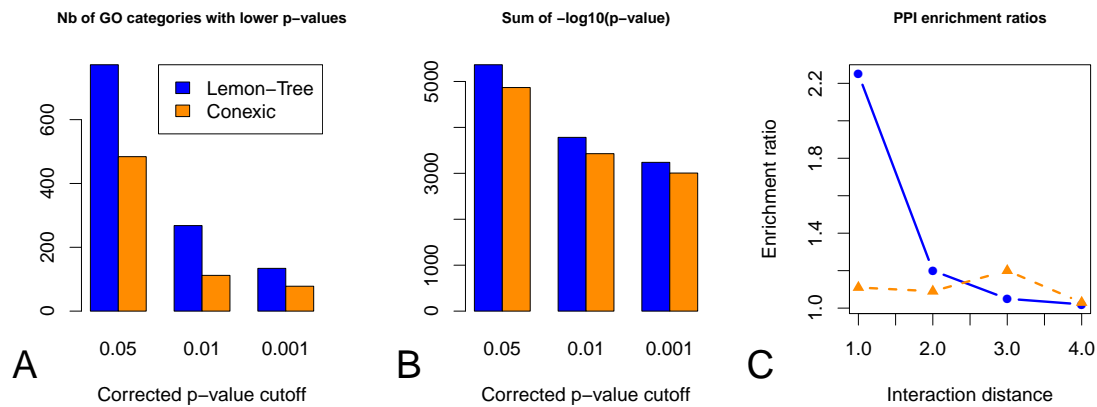 Nb of GO categories with lower p−values
Sum of −log10(p−value)
PPI enrichment ratios
Lemon−Tree
Conexic
0
200
400
600
0.05
0.01
0.001
Corrected p−value cutoff
A
0
1000
3000
5000
0.05
0.01
0.001
Corrected p−value cutoff
B
Enrichment ratio
1.0
1.4
1.8
2.2
1.0
2.0
3.0
4.0
Interaction distance
C